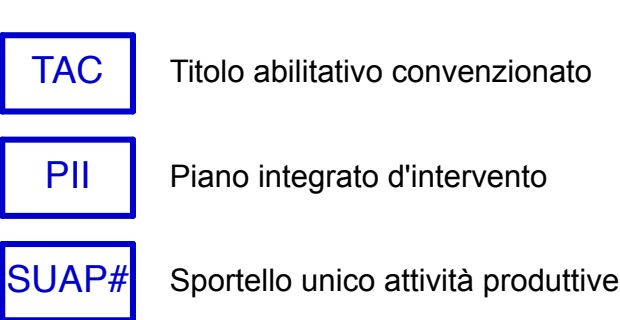 TAC Titolo abilitativo convenzionato
PII Piano integrato d'intervento
SUAP# Sportello unico attività produttive